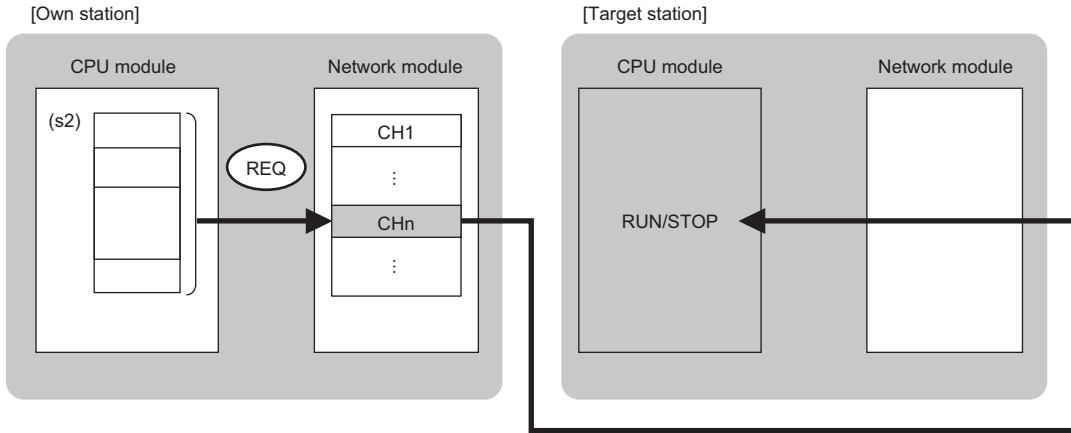 [Own station]
CPU module
Network module
(s2)
REQ
CH1
⋮
CHn
⋮
[Target station]
CPU module
Network module
RUN/STOP